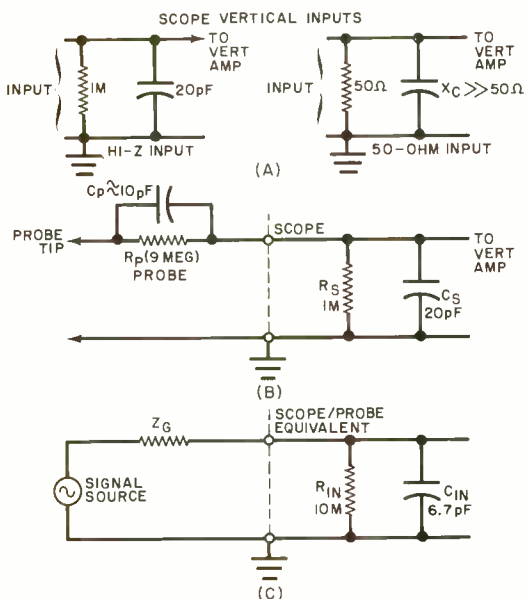 SCOPE VERTICAL INPUTS
TO VERT AMP
INPUT
1M
20pF
HI-Z INPUT
TO VERT AMP
INPUT
50Ω
XC≫50Ω
50-OHM INPUT
(A)
CP≈10pF
PROBE TIP
RP(9 MEG)
PROBE
SCOPE
RS
1M
CS
20pF
TO VERT AMP
(B)
ZG
SCOPE/PROBE
EQUIVALENT
SIGNAL
SOURCE
RIN
10M
CIN
6.7pF
(C)